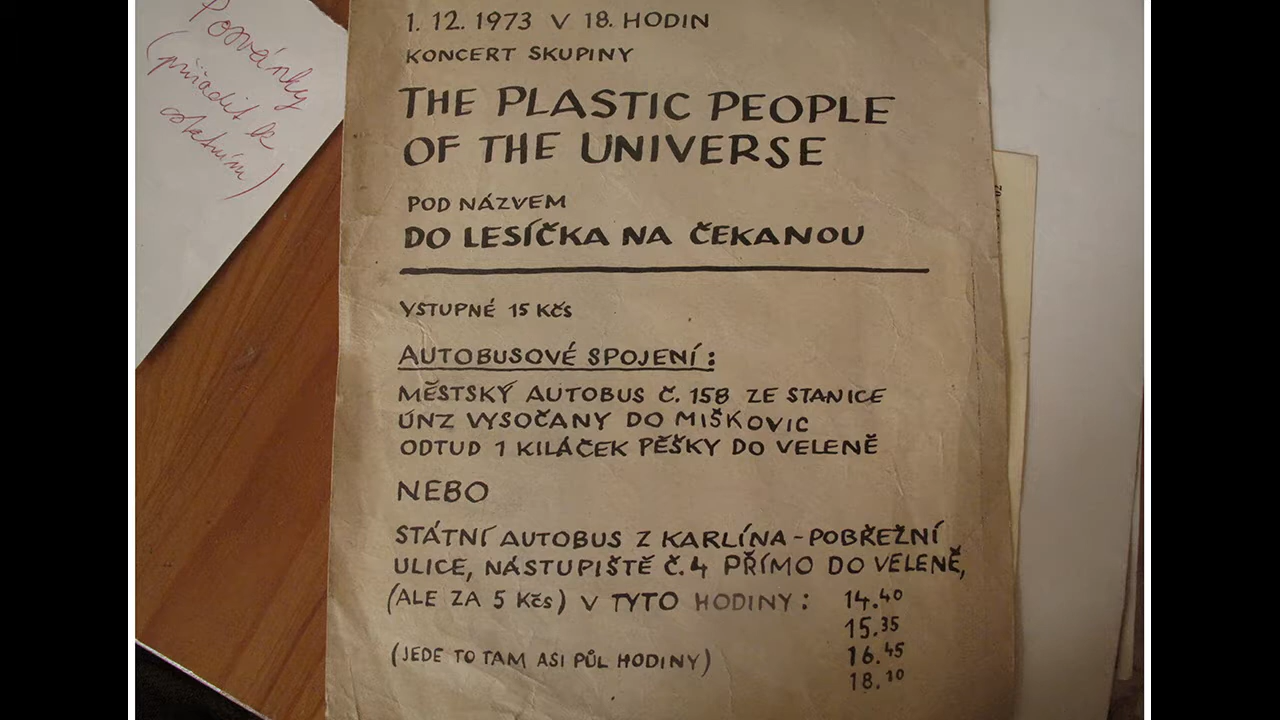 Pozvánky
(přiřadit k
ostatním)
1. 12. 1973 V 18. HODIN
KONCERT SKUPINY
THE PLASTIC PEOPLE
OF THE UNIVERSE
POD NÁZVEM
DO LESÍČKA NA ČEKANOU
VSTUPNÉ 15 KČS
AUTOBUSOVÉ SPOJENÍ:
MĚSTSKÝ AUTOBUS Č. 158 ZE STANICE
ÚNZ VYSOČANY DO MIŠKOVIC
ODTUD 1 KILÁČEK PĚŠKY DO VELENĚ
NEBO
STÁTNÍ AUTOBUS Z KARLÍNA - POBŘEŽNÍ
ULICE, NÁSTUPIŠTĚ Č. 4 PŘÍMO DO VELENĚ,
(ALE ZA 5 Kčs) V TYTO HODINY: 14.40
15.35
(JEDE TO TAM ASI PŮL HODINY) 16.45
18.10